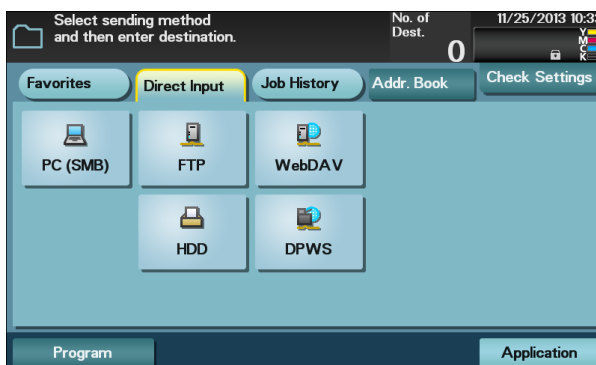 Select sending method
and then enter destination.
No. of
Dest.
0
11/25/2013 10:33
Y
M
C
K
Favorites
Direct Input
Job History
Addr. Book
Check Settings
PC (SMB)
FTP
WebDAV
HDD
DPWS
Program
Application